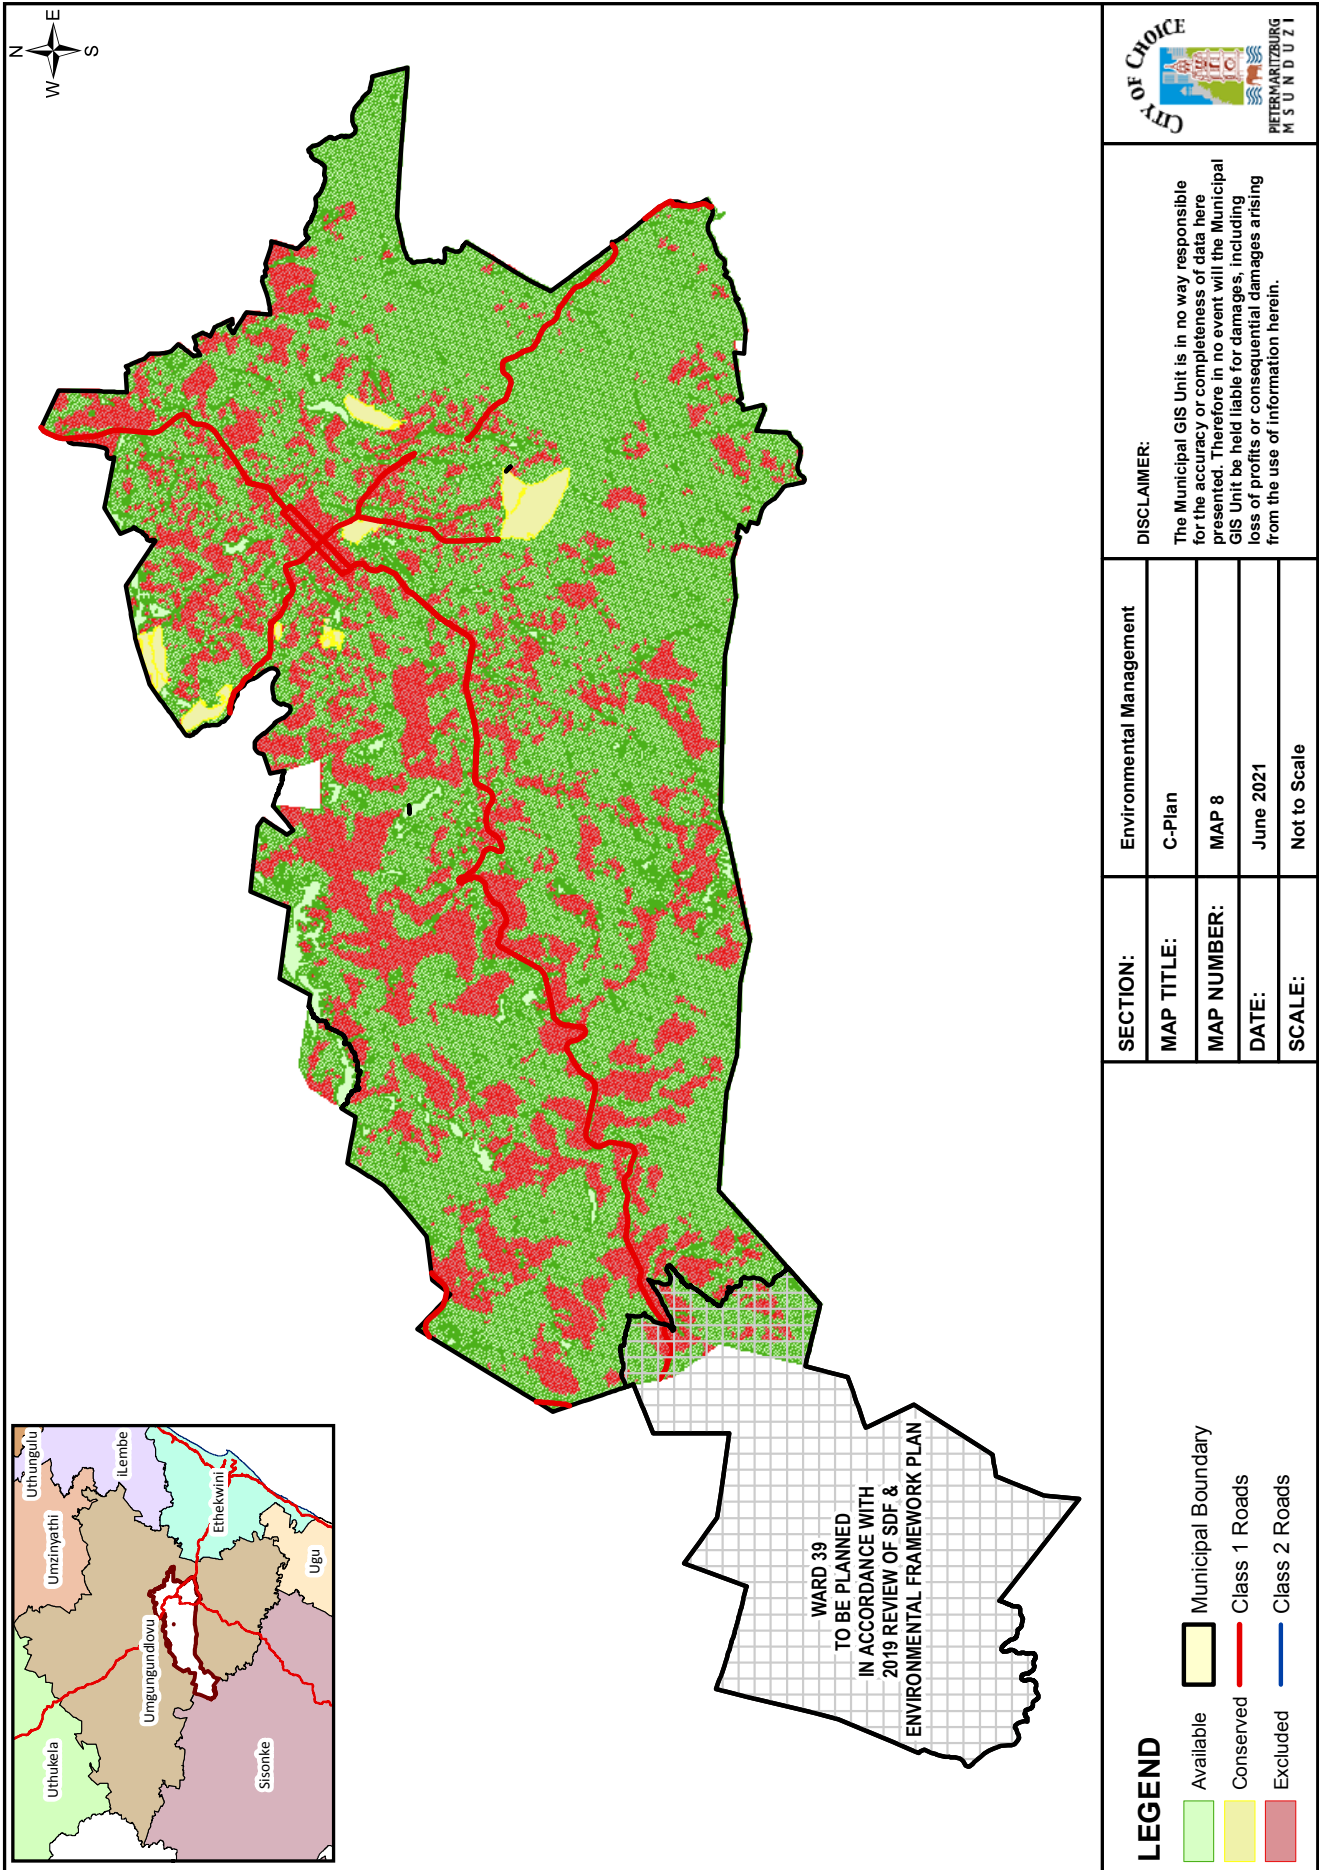 N
E
S
W
Uthungulu
Umzinyathi
iLembe
Uthukela
Umgungundlovu
Ethekwini
Ugu
Sisonke
WARD 39
TO BE PLANNED
IN ACCORDANCE WITH
2019 REVIEW OF SDF &
ENVIRONMENTAL FRAMEWORK PLAN
LEGEND
Available
Conserved
Excluded
Municipal Boundary
Class 1 Roads
Class 2 Roads
SECTION: Environmental Management
MAP TITLE: C-Plan
MAP NUMBER: MAP 8
DATE: June 2021
SCALE: Not to Scale
DISCLAIMER:
The Municipal GIS Unit is in no way responsible
for the accuracy or completeness of data here
presented. Therefore in no event will the Municipal
GIS Unit be held liable for damages, including
loss of profits or consequential damages arising
from the use of information herein.
CITY OF CHOICE
PIETERMARITZBURG
MSUNDUZI